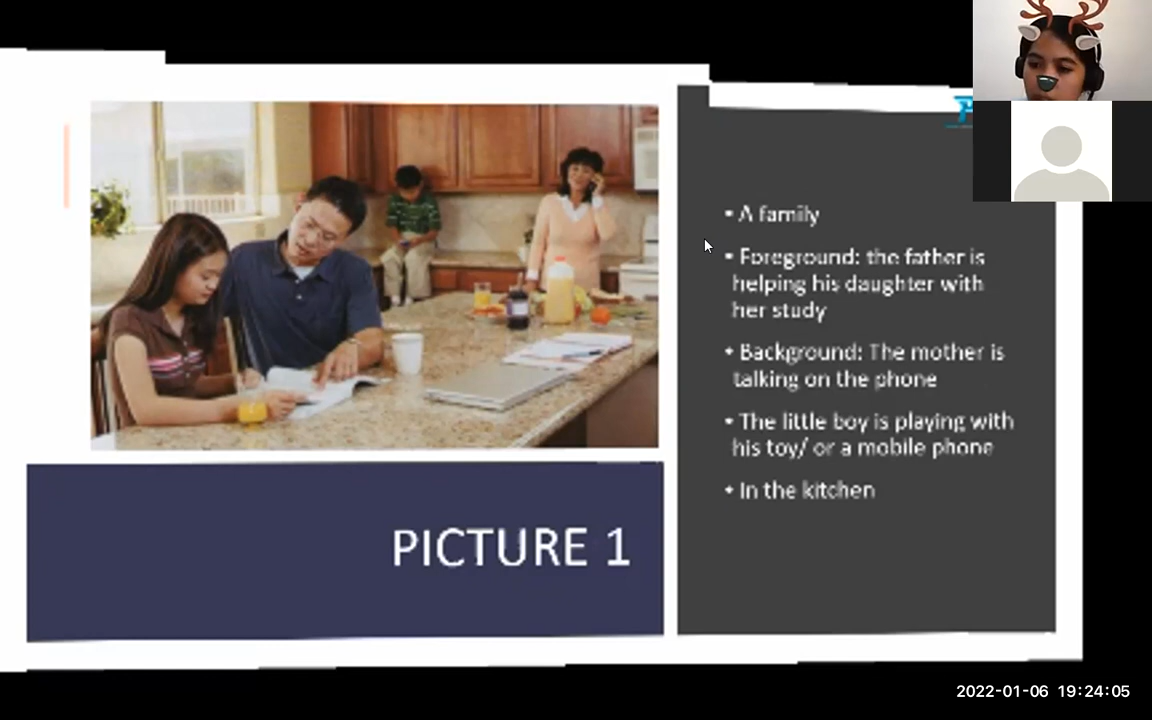 • A family
• Foreground: the father is
helping his daughter with
her study
• Background: The mother is
talking on the phone
• The little boy is playing with
his toy/ or a mobile phone
• In the kitchen
PICTURE 1
2022-01-06 19:24:05